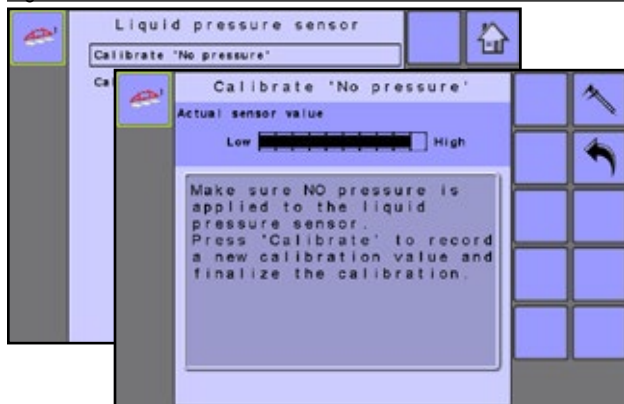 Liquid pressure sensor
Calibrate 'No pressure'
Ca
Calibrate 'No pressure'
Actual sensor value
Low High
Make sure NO pressure is
applied to the liquid
pressure sensor.
Press 'Calibrate' to record
a new calibration value and
finalize the calibration.